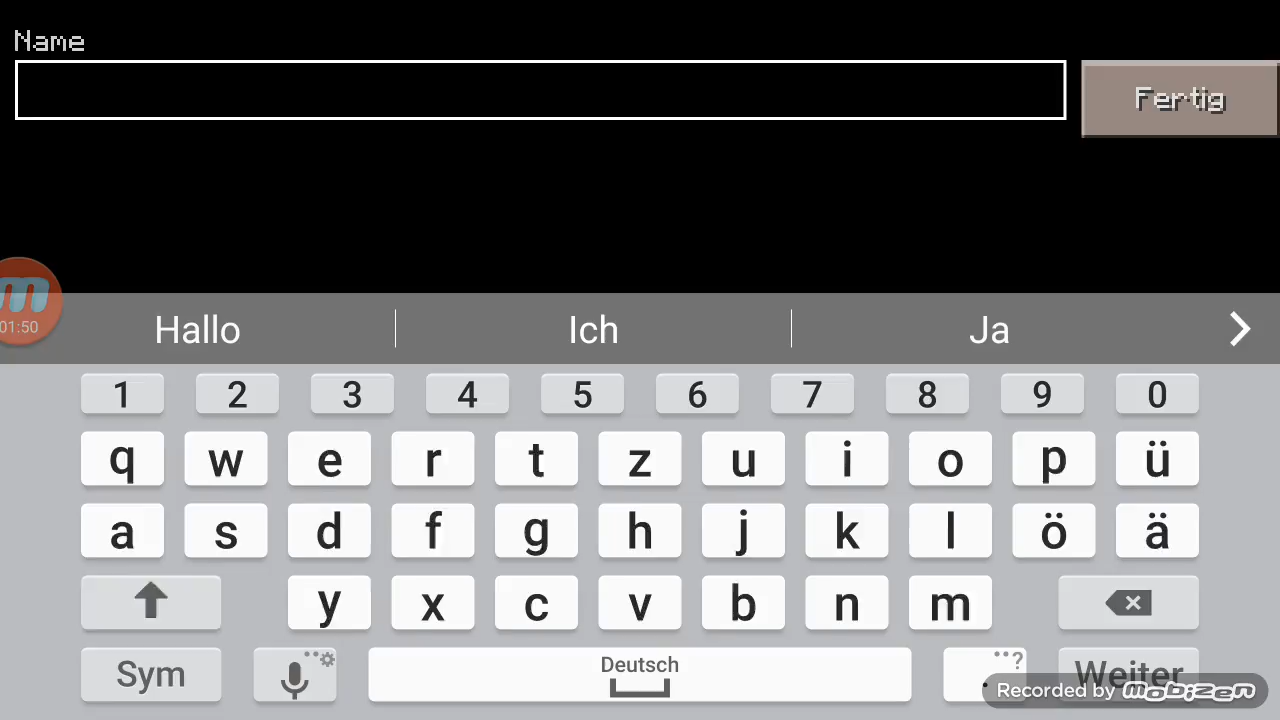 Name
Fertig
01:50
Hallo Ich Ja
1 2 3 4 5 6 7 8 9 0
q w e r t z u i o p ü
a s d f g h j k l ö ä
y x c v b n m
Sym Deutsch . ? Weiter
Recorded by mobizen